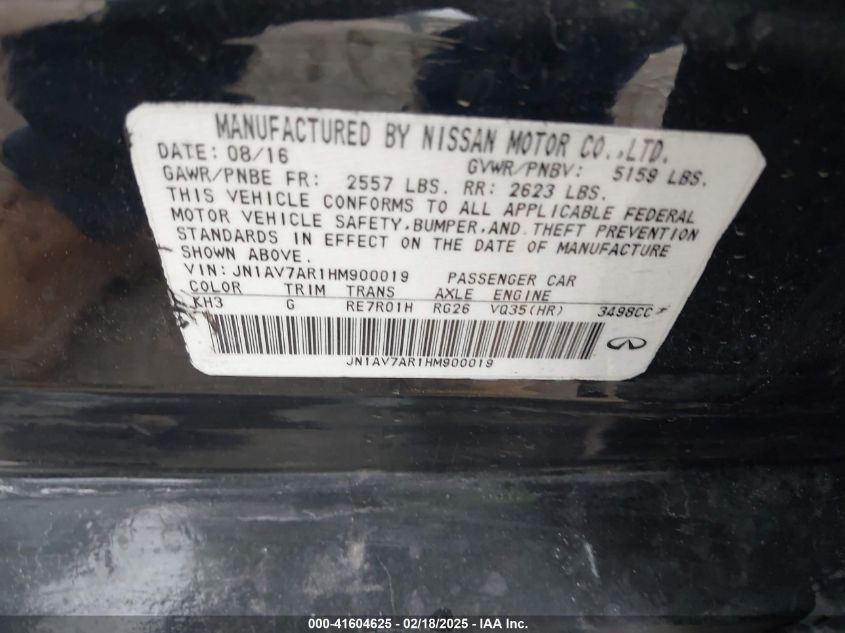 MANUFACTURED BY NISSAN MOTOR CO.,LTD.
DATE: 08/16 GVWR/PNBV: 5159 LBS.
GAWR/PNBE FR: 2557 LBS. RR: 2623 LBS.
THIS VEHICLE CONFORMS TO ALL APPLICABLE FEDERAL
MOTOR VEHICLE SAFETY,BUMPER,AND THEFT PREVENTION
STANDARDS IN EFFECT ON THE DATE OF MANUFACTURE
SHOWN ABOVE.
VIN: JN1AV7AR1HM900019 PASSENGER CAR
COLOR TRIM TRANS AXLE ENGINE
KH3 G RE7R01H RG26 VQ35(HR) 3498CC
JN1AV7AR1HM900019
000-41604625 - 02/18/2025 - IAA Inc.